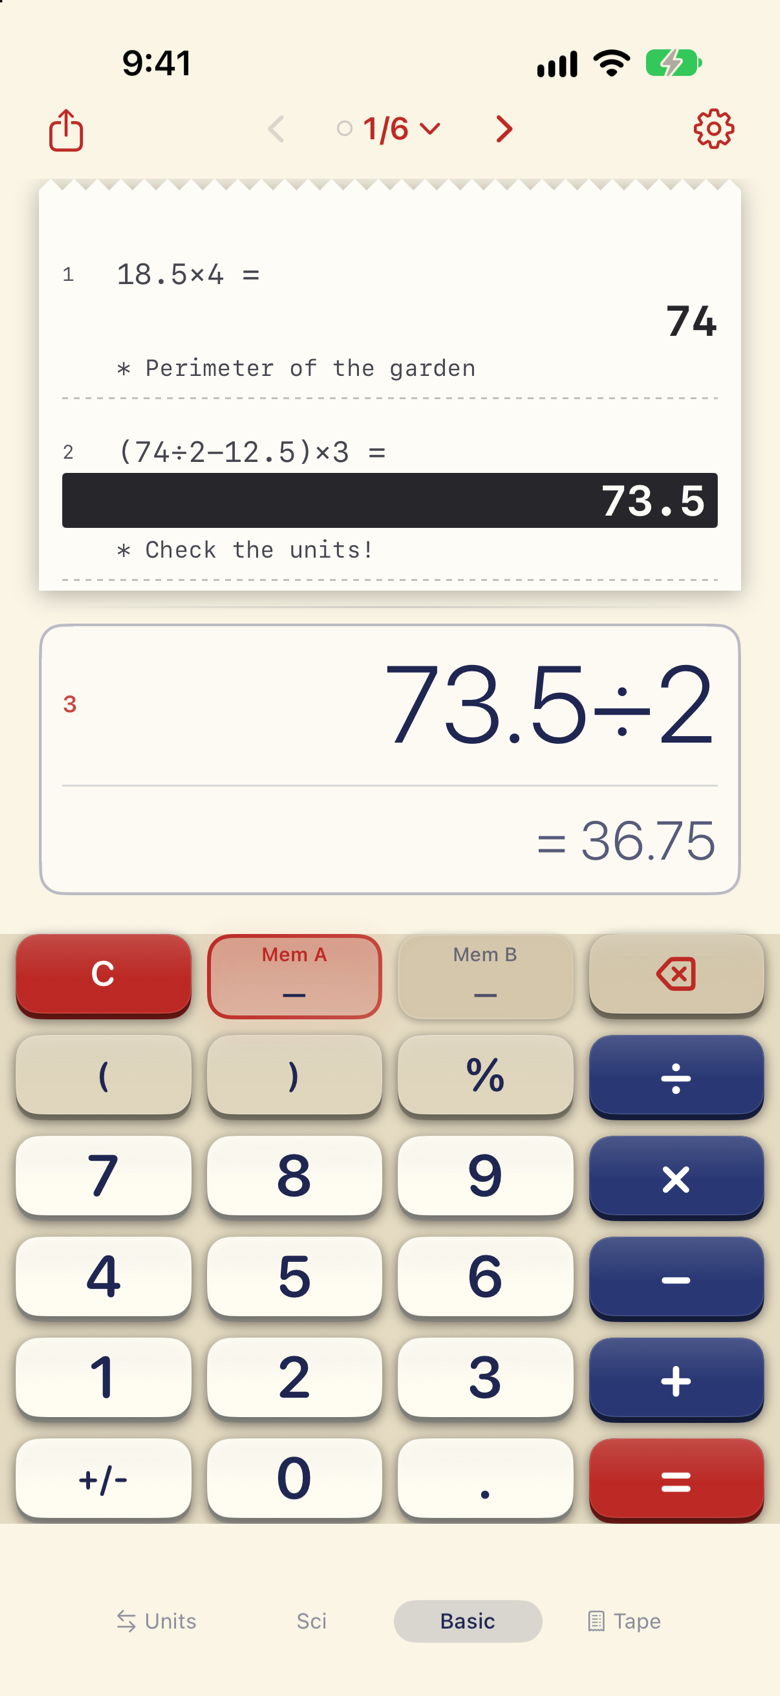 9:41
1/6
1 18.5×4 =
74
* Perimeter of the garden
2 (74÷2−12.5)×3 =
73.5
* Check the units!
3 73.5÷2
= 36.75
C Mem A Mem B
– –
( ) % ÷
7 8 9 ×
4 5 6 −
1 2 3 +
+/- 0 . =
Units Sci Basic Tape